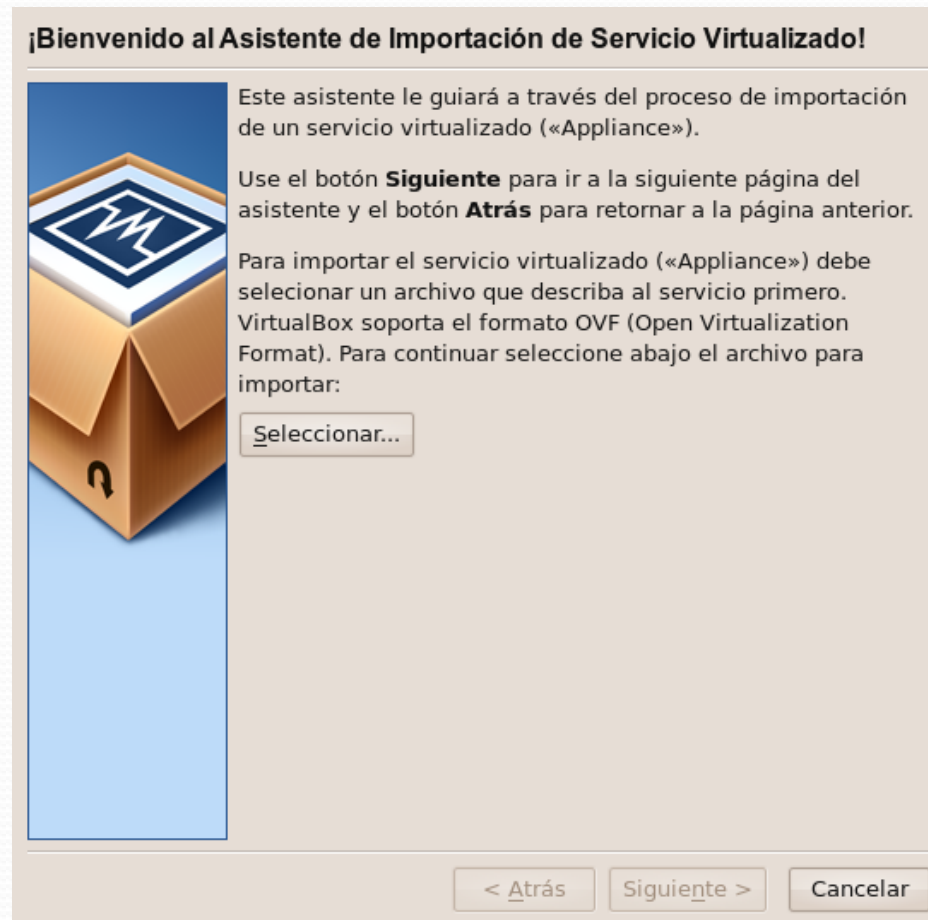 ¡Bienvenido al Asistente de Importación de Servicio Virtualizado!
Este asistente le guiará a través del proceso de importación
de un servicio virtualizado («Appliance»).
Use el botón Siguiente para ir a la siguiente página del
asistente y el botón Atrás para retornar a la página anterior.
Para importar el servicio virtualizado («Appliance») debe
selecionar un archivo que describa al servicio primero.
VirtualBox soporta el formato OVF (Open Virtualization
Format). Para continuar seleccione abajo el archivo para
importar:
Seleccionar...
< Atrás Siguiente > Cancelar